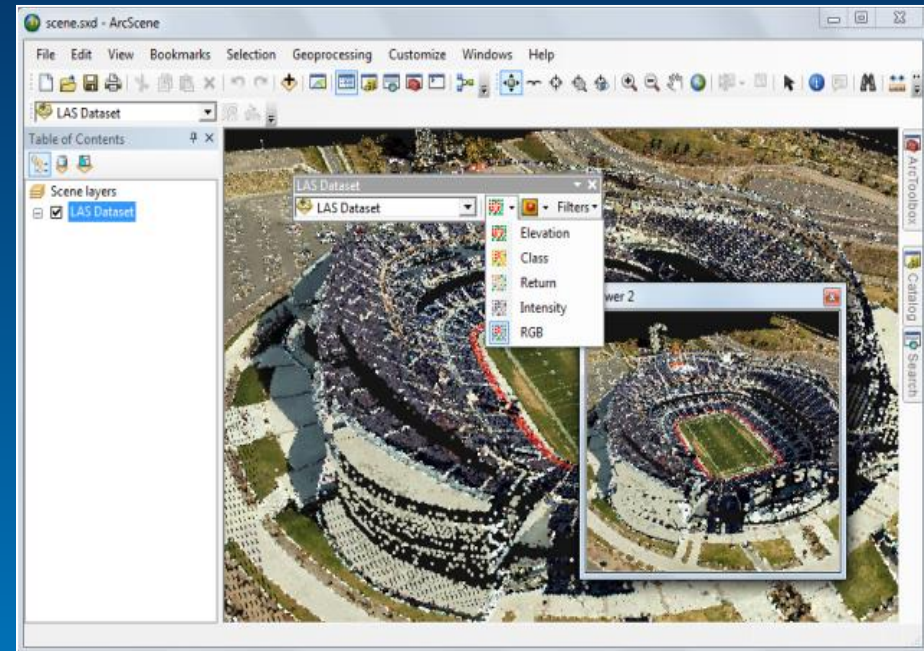 scene.sxd - ArcScene
File Edit View Bookmarks Selection Geoprocessing Customize Windows Help
LAS Dataset
Table of Contents
Scene layers
LAS Dataset
LAS Dataset
LAS Dataset
Filters
Elevation
Class
Return
Intensity
RGB
wer 2
ArcToolbox
Catalog
Search